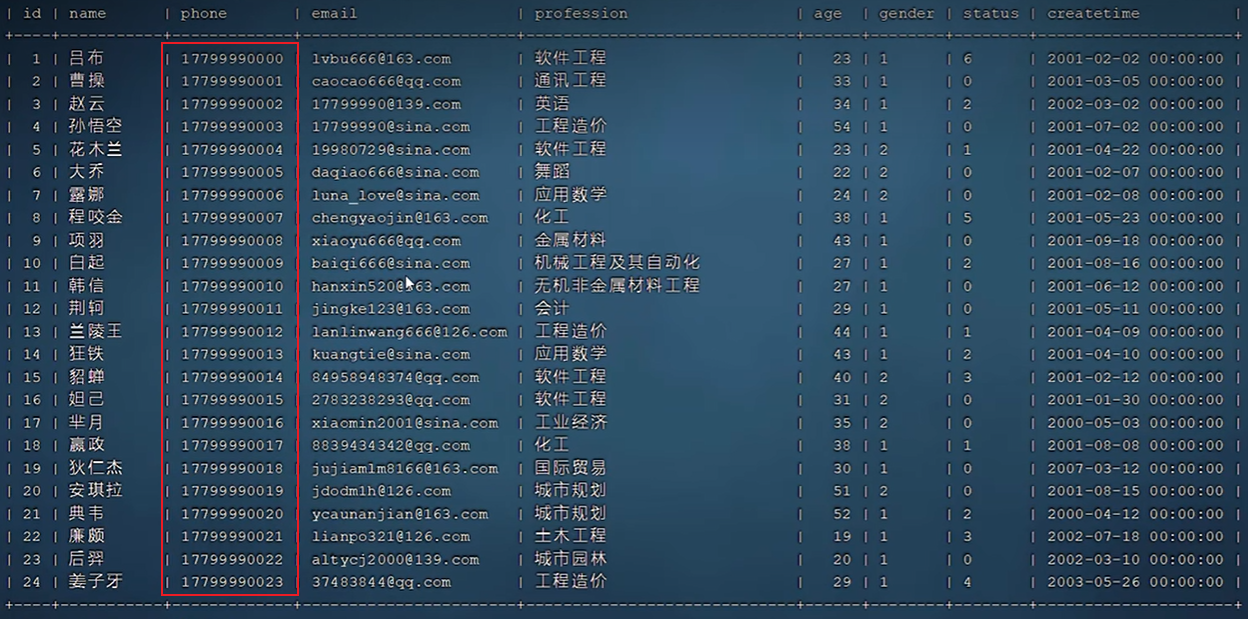 | id | name | phone | email | profession | age | gender | status | createtime |
| 1 | 吕布 | 17799990000 | lvbu666@163.com | 软件工程 | 23 | 1 | 6 | 2001-02-02 00:00:00 |
| 2 | 曹操 | 17799990001 | caocao666@qq.com | 通讯工程 | 33 | 1 | 0 | 2001-03-05 00:00:00 |
| 3 | 赵云 | 17799990002 | 17799990@139.com | 英语 | 34 | 1 | 2 | 2002-03-02 00:00:00 |
| 4 | 孙悟空 | 17799990003 | 17799990@sina.com | 工程造价 | 54 | 1 | 0 | 2001-07-02 00:00:00 |
| 5 | 花木兰 | 17799990004 | 19980729@sina.com | 软件工程 | 23 | 2 | 1 | 2001-04-22 00:00:00 |
| 6 | 大乔 | 17799990005 | daqiao666@sina.com | 舞蹈 | 22 | 2 | 0 | 2001-02-07 00:00:00 |
| 7 | 露娜 | 17799990006 | luna_love@sina.com | 应用数学 | 24 | 2 | 0 | 2001-02-08 00:00:00 |
| 8 | 程咬金 | 17799990007 | chengyaojin@163.com | 化工 | 38 | 1 | 5 | 2001-05-23 00:00:00 |
| 9 | 项羽 | 17799990008 | xiaoyu666@qq.com | 金属材料 | 43 | 1 | 0 | 2001-09-18 00:00:00 |
| 10 | 白起 | 17799990009 | baiqi666@sina.com | 机械工程及其自动化 | 27 | 1 | 2 | 2001-08-16 00:00:00 |
| 11 | 韩信 | 17799990010 | hanxin520@163.com | 无机非金属材料工程 | 27 | 1 | 0 | 2001-06-12 00:00:00 |
| 12 | 荆轲 | 17799990011 | jingke123@163.com | 会计 | 29 | 1 | 0 | 2001-05-11 00:00:00 |
| 13 | 兰陵王 | 17799990012 | lanlinwang666@126.com | 工程造价 | 44 | 1 | 1 | 2001-04-09 00:00:00 |
| 14 | 狂铁 | 17799990013 | kuangtie@sina.com | 应用数学 | 43 | 1 | 2 | 2001-04-10 00:00:00 |
| 15 | 貂蝉 | 17799990014 | 84958948374@qq.com | 软件工程 | 40 | 2 | 3 | 2001-02-12 00:00:00 |
| 16 | 妲己 | 17799990015 | 2783238293@qq.com | 软件工程 | 31 | 2 | 0 | 2001-01-30 00:00:00 |
| 17 | 芈月 | 17799990016 | xiaomin2001@sina.com | 工业经济 | 35 | 2 | 0 | 2000-05-03 00:00:00 |
| 18 | 嬴政 | 17799990017 | 8839434342@qq.com | 化工 | 38 | 1 | 1 | 2001-08-08 00:00:00 |
| 19 | 狄仁杰 | 17799990018 | jujiamlm8166@163.com | 国际贸易 | 30 | 1 | 0 | 2007-03-12 00:00:00 |
| 20 | 安琪拉 | 17799990019 | jdodm1h@126.com | 城市规划 | 51 | 2 | 0 | 2001-08-15 00:00:00 |
| 21 | 典韦 | 17799990020 | ycaunanjian@163.com | 城市规划 | 52 | 1 | 2 | 2000-04-12 00:00:00 |
| 22 | 廉颇 | 17799990021 | lianpo321@126.com | 土木工程 | 19 | 1 | 3 | 2002-07-18 00:00:00 |
| 23 | 后羿 | 17799990022 | altycj2000@139.com | 城市园林 | 20 | 1 | 0 | 2002-03-10 00:00:00 |
| 24 | 姜子牙 | 17799990023 | 37483844@qq.com | 工程造价 | 29 | 1 | 4 | 2003-05-26 00:00:00 |